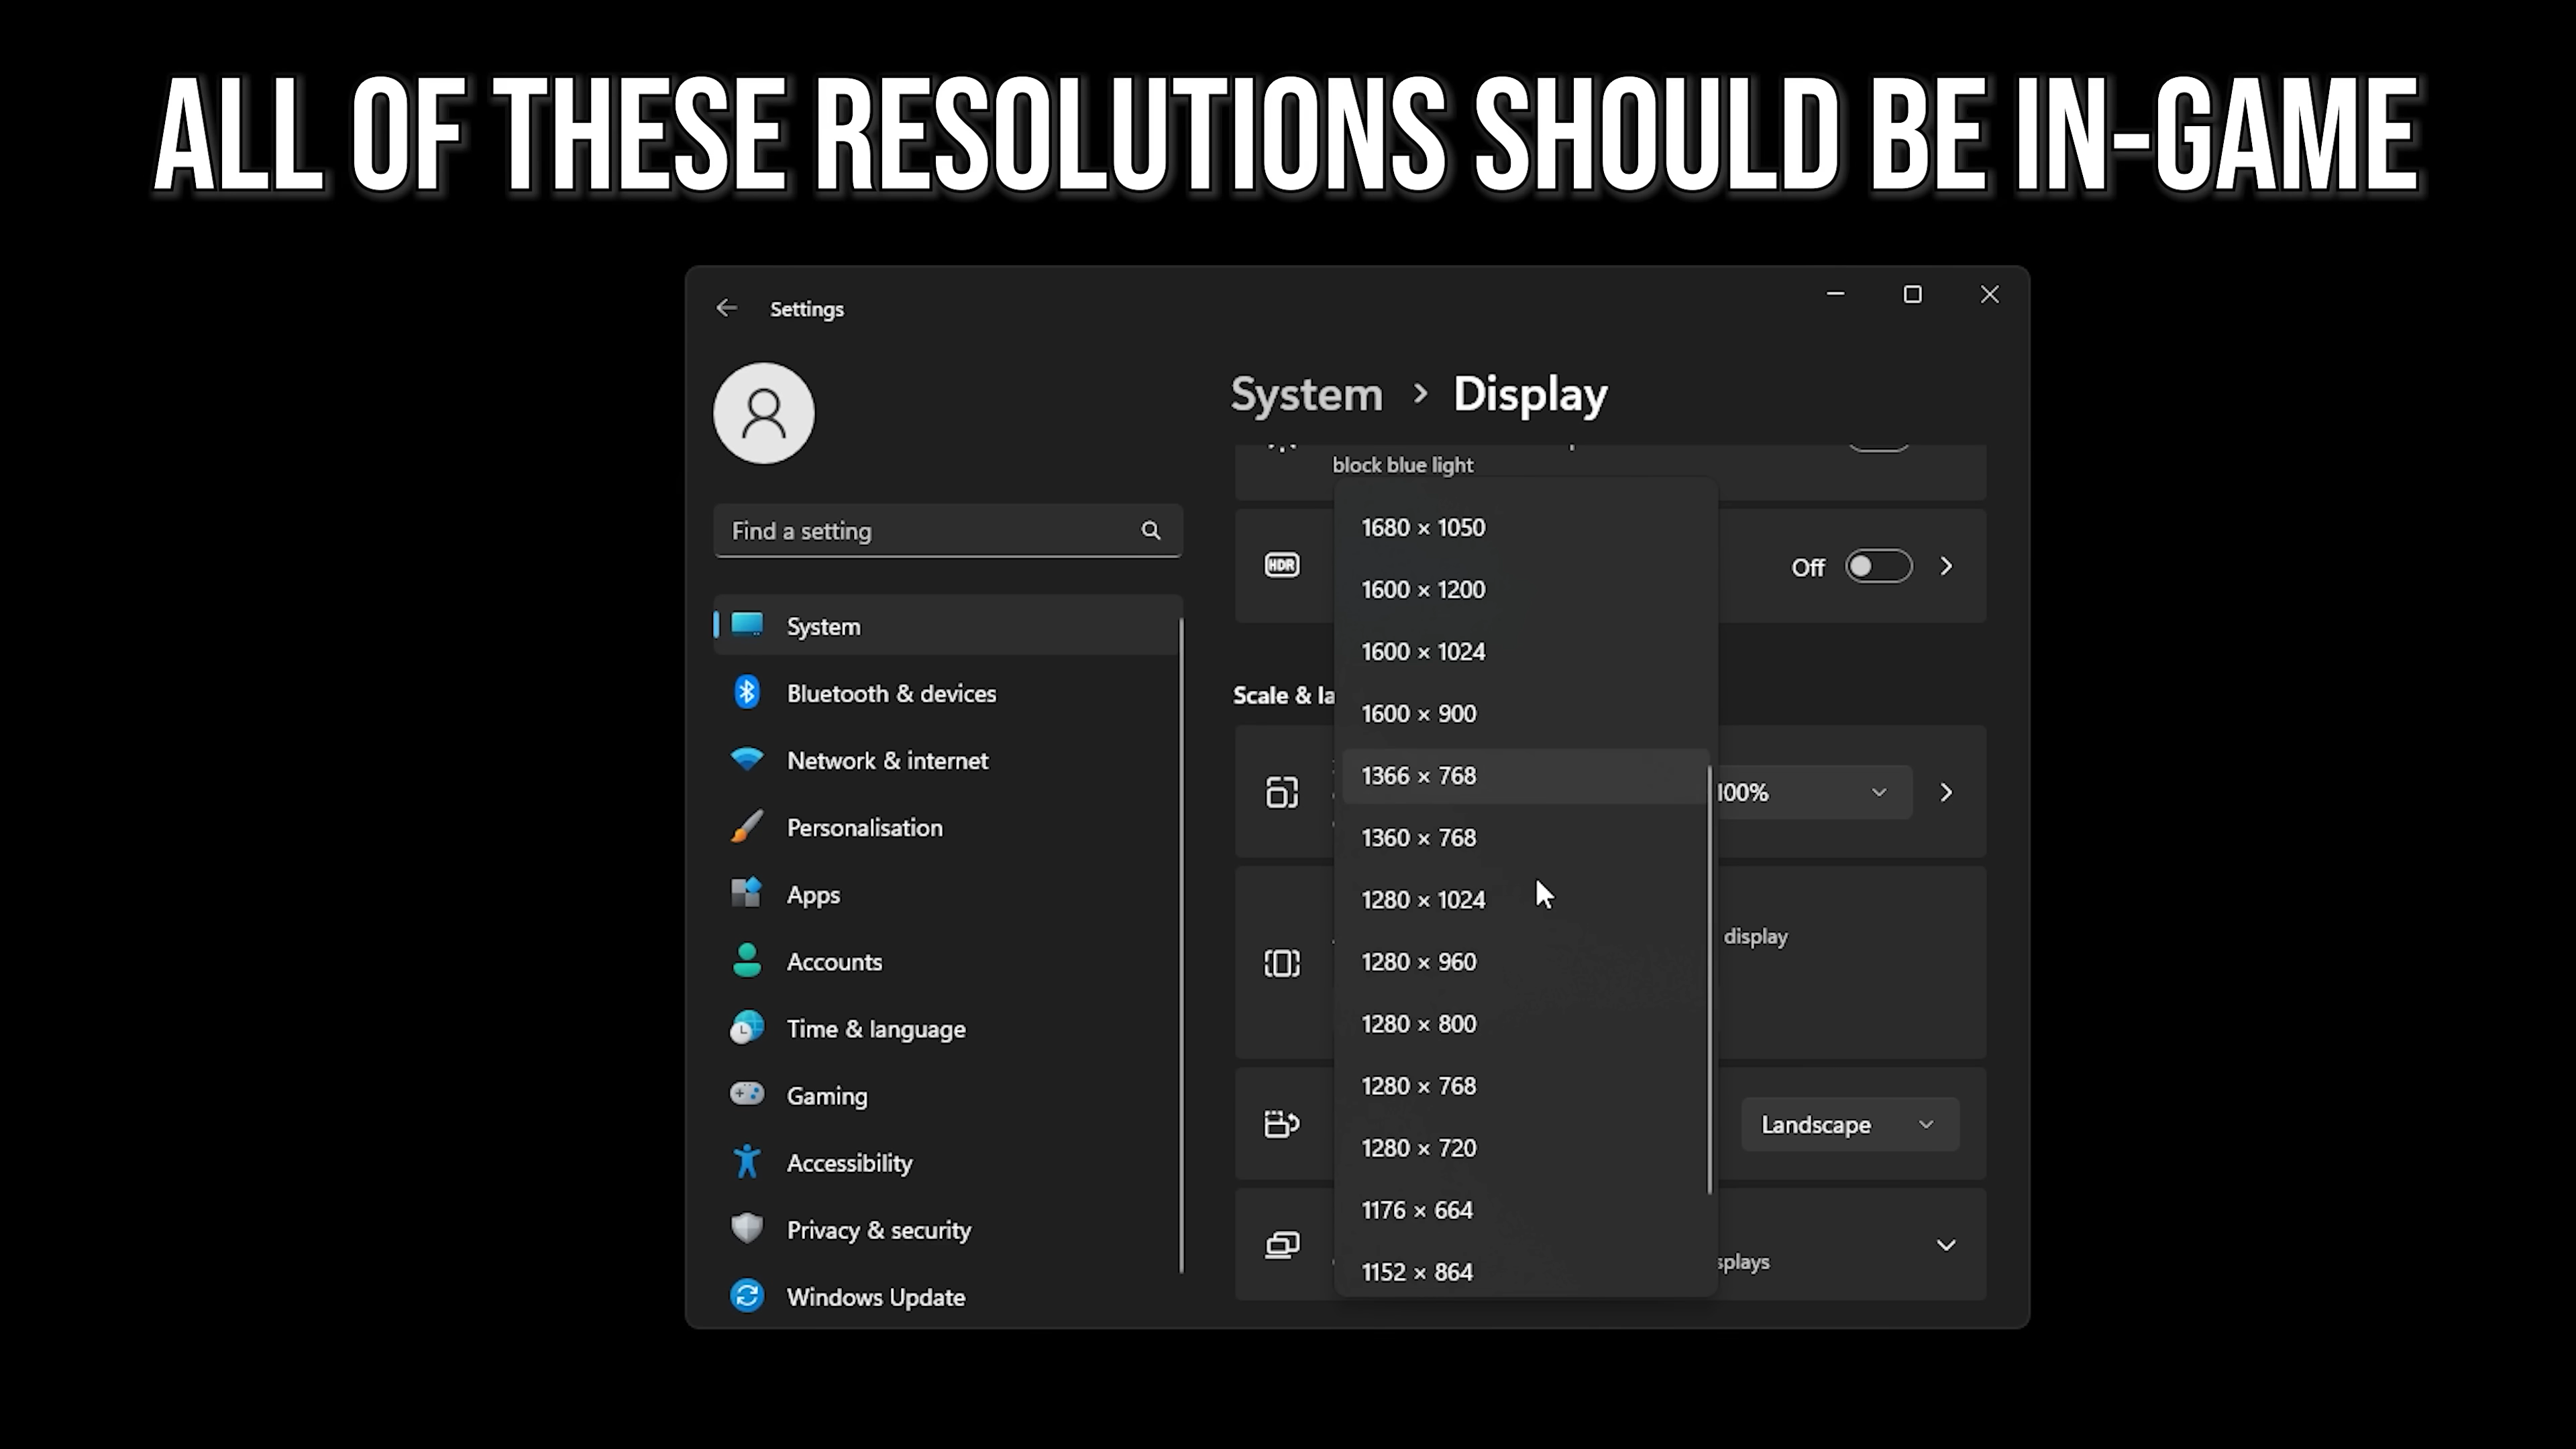 ALL OF THESE RESOLUTIONS SHOULD BE IN-GAME
Settings
Find a setting
System
Bluetooth & devices
Network & internet
Personalisation
Apps
Accounts
Time & language
Gaming
Accessibility
Privacy & security
Windows Update
System > Display
block blue light
HDR
Off
Scale & la
100%
display
Landscape
splays
1680 × 1050
1600 × 1200
1600 × 1024
1600 × 900
1366 × 768
1360 × 768
1280 × 1024
1280 × 960
1280 × 800
1280 × 768
1280 × 720
1176 × 664
1152 × 864